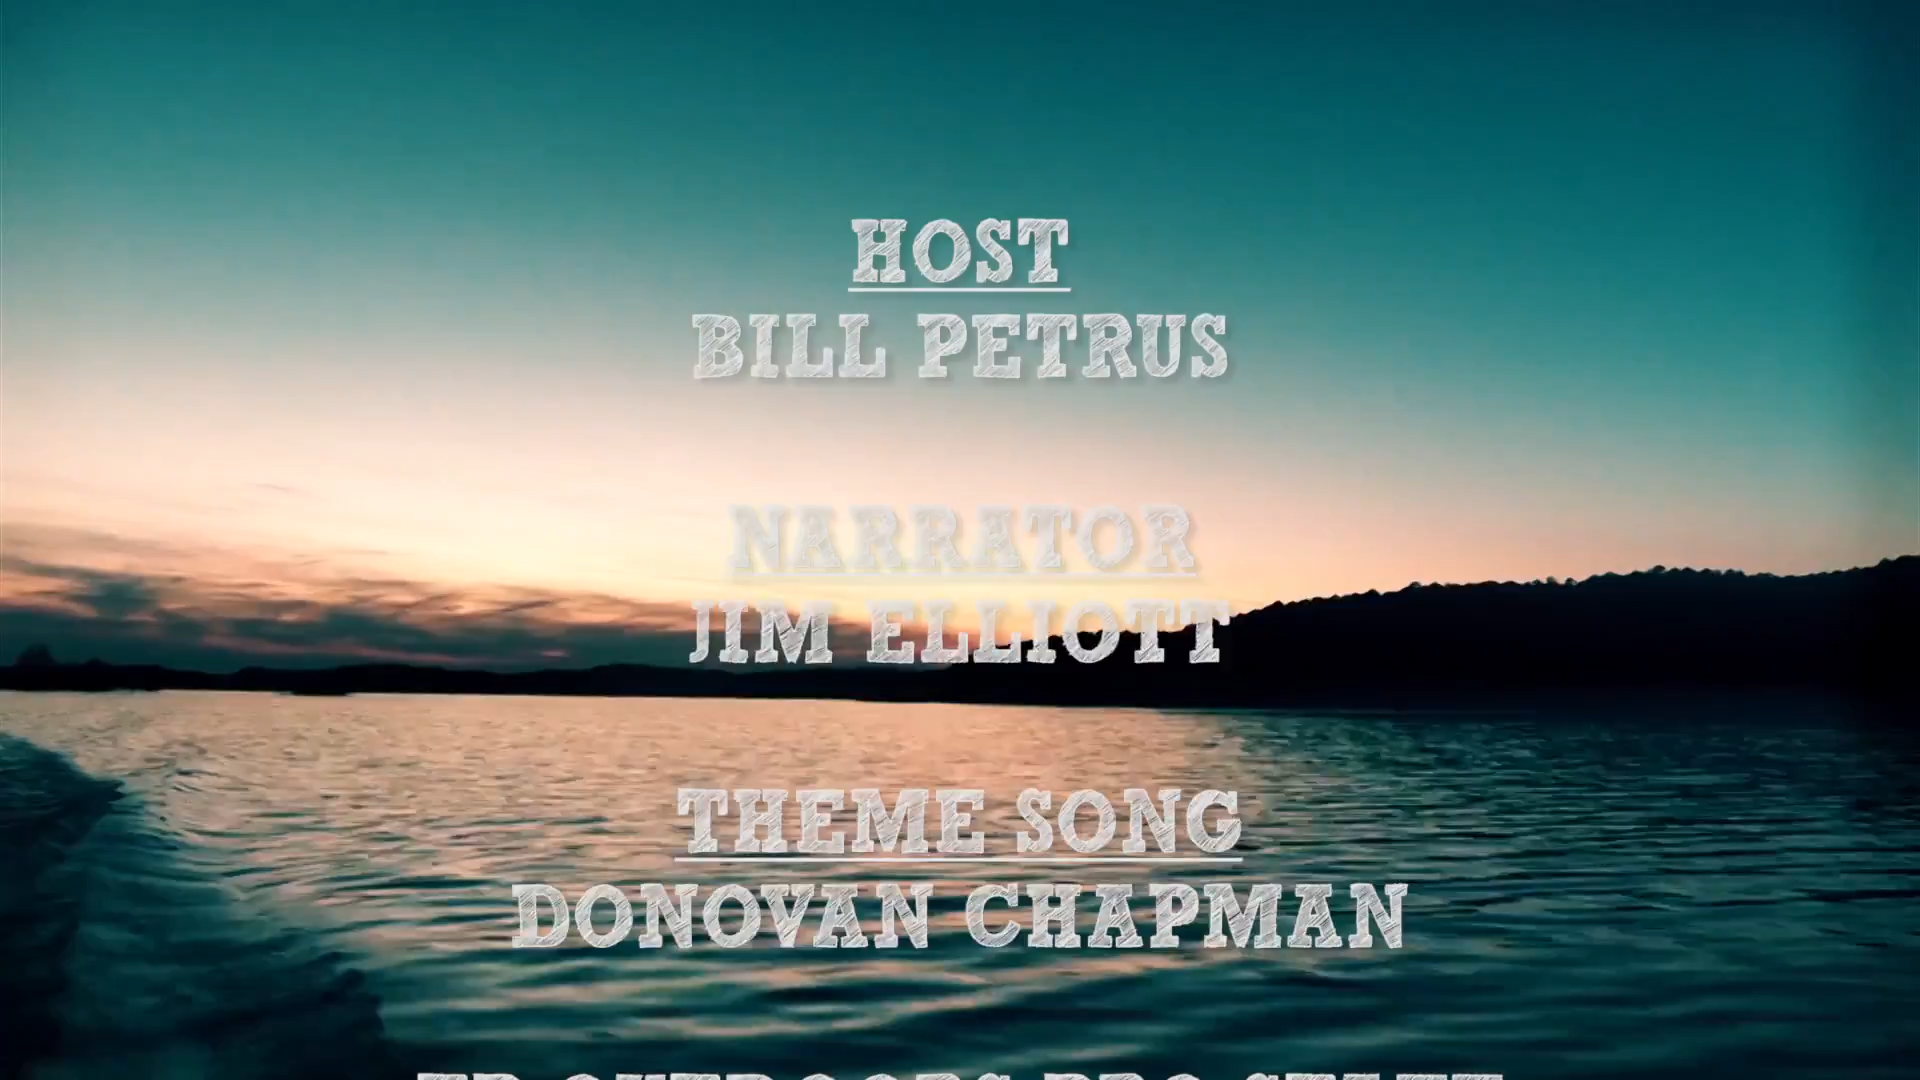 HOST
BILL PETRUS
NARRATOR
JIM ELLIOTT
THEME SONG
DONOVAN CHAPMAN